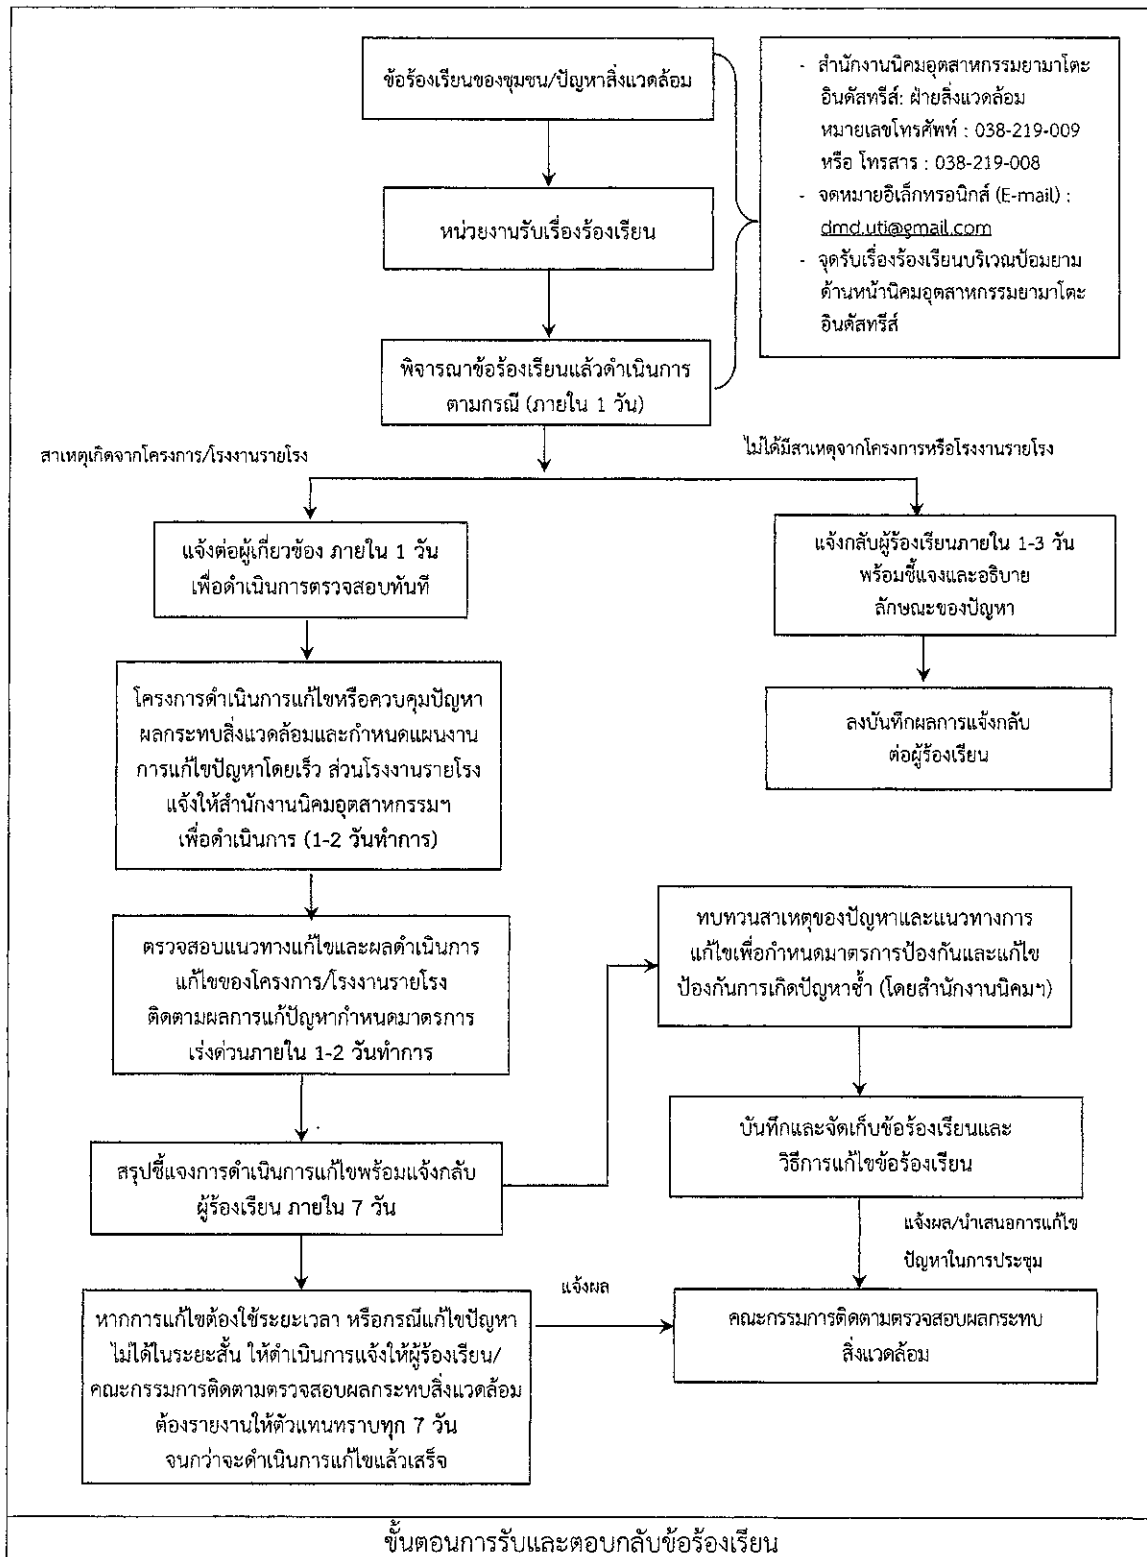 ข้อร้องเรียนของชุมชน/ปัญหาสิ่งแวดล้อม
หน่วยงานรับเรื่องร้องเรียน
พิจารณาข้อร้องเรียนแล้วดำเนินการ
ตามกรณี (ภายใน 1 วัน)
- สำนักงานนิคมอุตสาหกรรมยามาโตะ
อินดัสทรีส์: ฝ่ายสิ่งแวดล้อม
หมายเลขโทรศัพท์ : 038-219-009
หรือ โทรสาร : 038-219-008
- จดหมายอิเล็กทรอนิกส์ (E-mail) :
dmd.uti@gmail.com
- จุดรับเรื่องร้องเรียนบริเวณป้อมยาม
ด้านหน้านิคมอุตสาหกรรมยามาโตะ
อินดัสทรีส์
สาเหตุเกิดจากโครงการ/โรงงานรายโรง
ไม่ได้มีสาเหตุจากโครงการหรือโรงงานรายโรง
แจ้งต่อผู้เกี่ยวข้อง ภายใน 1 วัน
เพื่อดำเนินการตรวจสอบทันที
แจ้งกลับผู้ร้องเรียนภายใน 1-3 วัน
พร้อมชี้แจงและอธิบาย
ลักษณะของปัญหา
โครงการดำเนินการแก้ไขหรือควบคุมปัญหา
ผลกระทบสิ่งแวดล้อมและกำหนดแผนงาน
การแก้ไขปัญหาโดยเร็ว ส่วนโรงงานรายโรง
แจ้งให้สำนักงานนิคมอุตสาหกรรมฯ
เพื่อดำเนินการ (1-2 วันทำการ)
ลงบันทึกผลการแจ้งกลับ
ต่อผู้ร้องเรียน
ตรวจสอบแนวทางแก้ไขและผลดำเนินการ
แก้ไขของโครงการ/โรงงานรายโรง
ติดตามผลการแก้ปัญหากำหนดมาตรการ
เร่งด่วนภายใน 1-2 วันทำการ
ทบทวนสาเหตุของปัญหาและแนวทางการ
แก้ไขเพื่อกำหนดมาตรการป้องกันและแก้ไข
ป้องกันการเกิดปัญหาซ้ำ (โดยสำนักงานนิคมฯ)
สรุปชี้แจงการดำเนินการแก้ไขพร้อมแจ้งกลับ
ผู้ร้องเรียน ภายใน 7 วัน
บันทึกและจัดเก็บข้อร้องเรียนและ
วิธีการแก้ไขข้อร้องเรียน
แจ้งผล/นำเสนอการแก้ไข
ปัญหาในการประชุม
แจ้งผล
หากการแก้ไขต้องใช้ระยะเวลา หรือกรณีแก้ไขปัญหา
ไม่ได้ในระยะสั้น ให้ดำเนินการแจ้งให้ผู้ร้องเรียน/
คณะกรรมการติดตามตรวจสอบผลกระทบสิ่งแวดล้อม
ต้องรายงานให้ตัวแทนทราบทุก 7 วัน
จนกว่าจะดำเนินการแก้ไขแล้วเสร็จ
คณะกรรมการติดตามตรวจสอบผลกระทบ
สิ่งแวดล้อม
ขั้นตอนการรับและตอบกลับข้อร้องเรียน